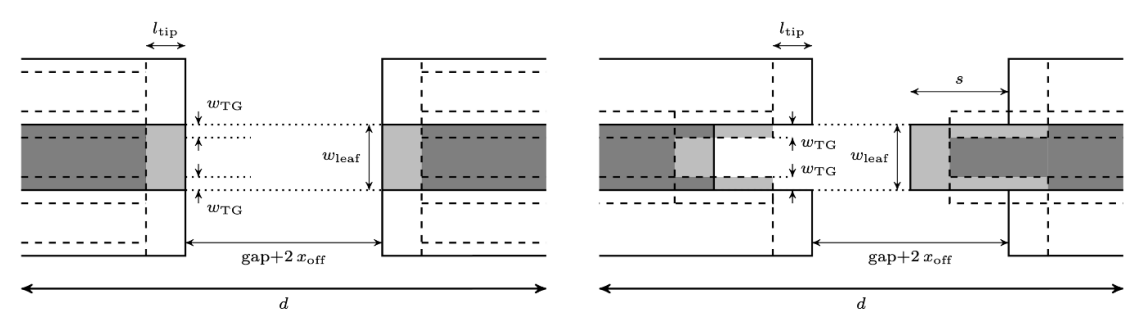 l_tip
w_TG
w_leaf
w_TG
gap+2 x_off
d
l_tip
s
w_TG
w_leaf
w_TG
gap+2 x_off
d